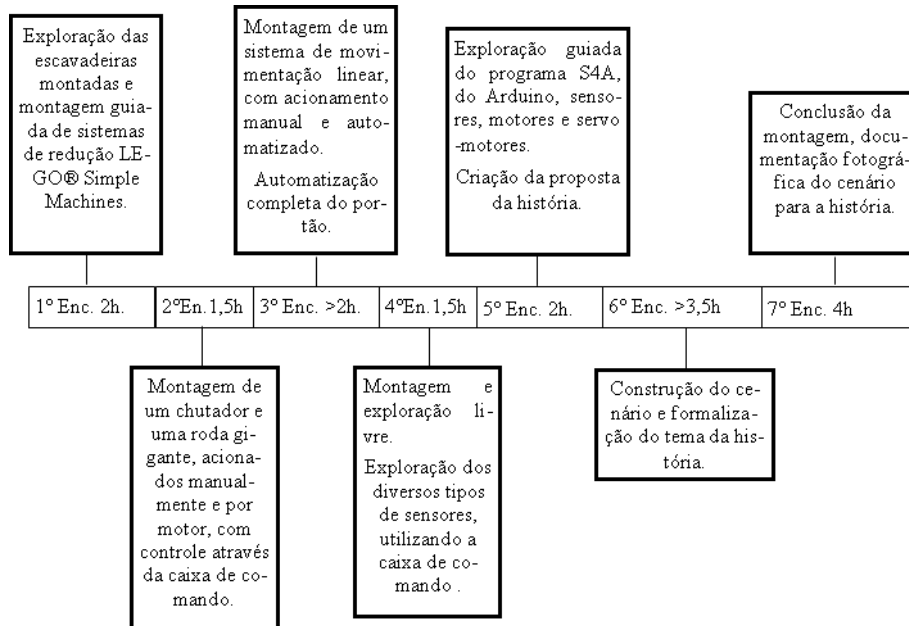 Exploração das
escavadeiras
montadas e
montagem guia-
da de sistemas
de redução LE-
GO® Simple
Machines.
Montagem de um
sistema de movi-
mentação linear,
com acionamento
manual e auto-
matizado.
Automatização
completa do por-
tão.
Exploração guiada
do programa S4A,
do Arduino, senso-
res, motores e servo
-motores.
Criação da proposta
da história.
Conclusão da
montagem, docu-
mentação fotográ-
fica do cenário
para a história.
1º Enc. 2h. 2ºEn.1,5h 3º Enc. >2h. 4ºEn.1,5h 5º Enc. 2h. 6º Enc. >3,5h 7º Enc. 4h
Montagem de
um chutador e
uma roda gi-
gante, aciona-
dos manual-
mente e por
motor, com
controle através
da caixa de co-
mando.
Montagem e
exploração li-
vre.
Exploração dos
diversos tipos
de sensores,
utilizando a
caixa de co-
mando .
Construção do ce-
nário e formaliza-
ção do tema da his-
tória.